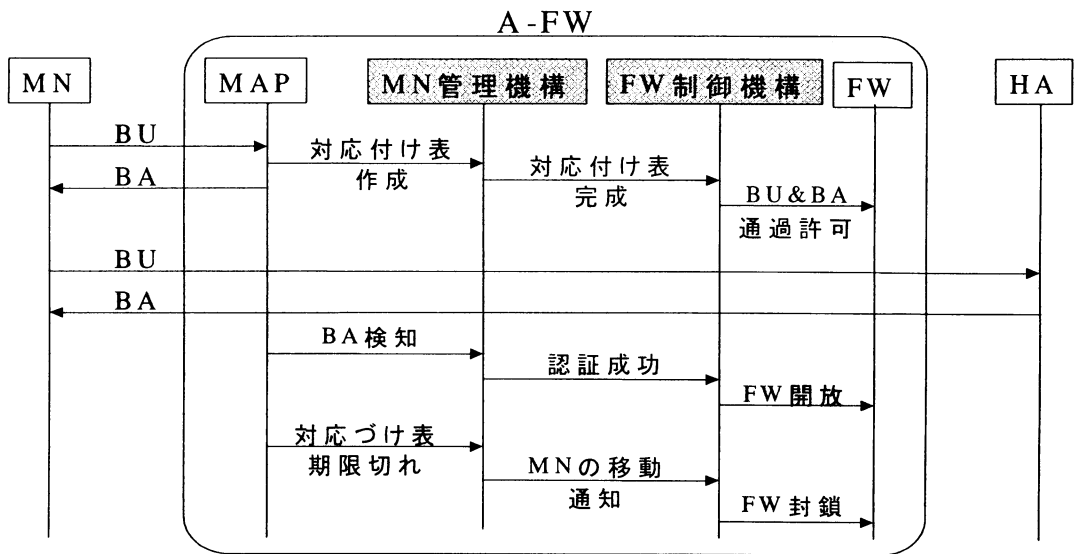 A-FW
MN
MAP
MN管理機構
FW制御機構
FW
HA
BU
対応付け表
作成
BA
対応付け表
完成
BU&BA
通過許可
BU
BA
BA検知
認証成功
FW開放
対応づけ表
期限切れ
MNの移動
通知
FW封鎖